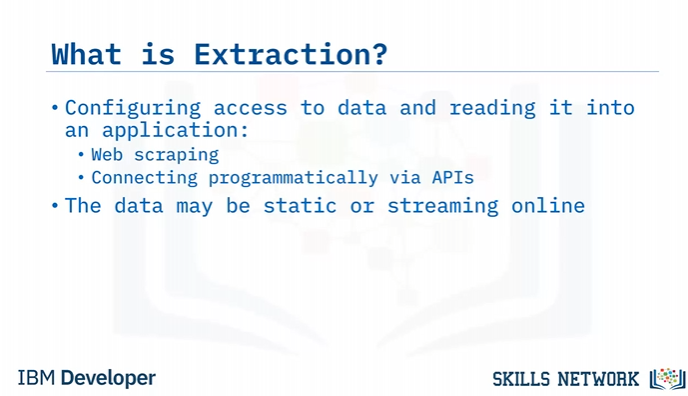 What is Extraction?
• Configuring access to data and reading it into
an application:
• Web scraping
• Connecting programmatically via APIs
• The data may be static or streaming online
IBM Developer
SKILLS NETWORK